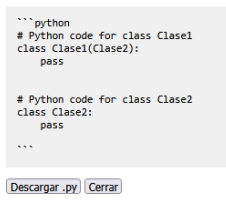 ```python
# Python code for class Clase1
class Clase1(Clase2):
    pass
# Python code for class Clase2
class Clase2:
    pass
```
Descargar .py Cerrar